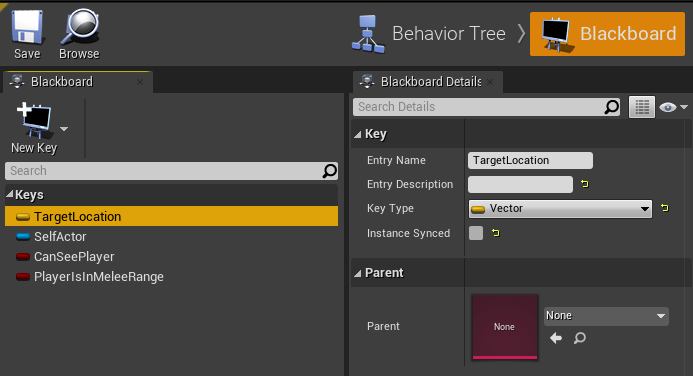 Save
Browse
Behavior Tree
Blackboard
Blackboard
New Key
Search
Keys
TargetLocation
SelfActor
CanSeePlayer
PlayerIsInMeleeRange
Blackboard Details
Search Details
Key
Entry Name TargetLocation
Entry Description
Key Type Vector
Instance Synced
Parent
Parent None None